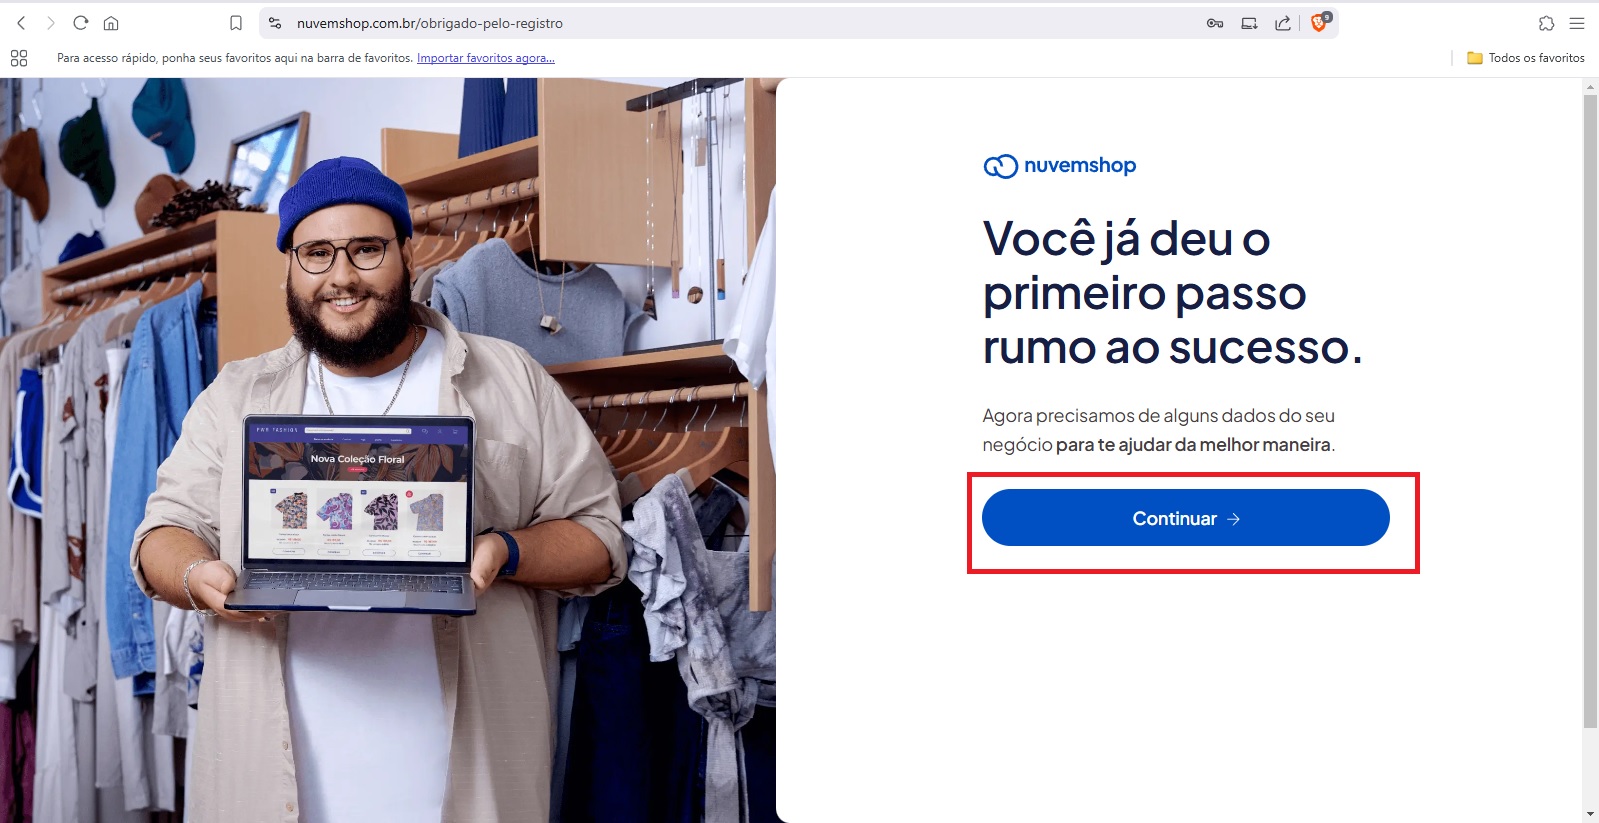 nuvemshop.com.br/obrigado-pelo-registro
9
Para acesso rápido, ponha seus favoritos aqui na barra de favoritos. Importar favoritos agora...
Todos os favoritos
nuvemshop
Você já deu o
primeiro passo
rumo ao sucesso.
Agora precisamos de alguns dados do seu
negócio para te ajudar da melhor maneira.
Continuar →
Nova Coleção Floral